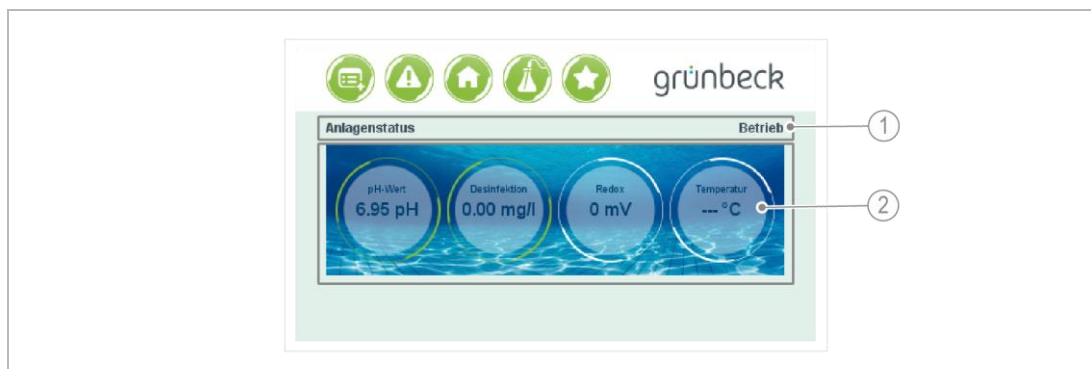 grünbeck
Anlagenstatus Betrieb
1
pH-Wert Desinfektion Redox Temperatur
6.95 pH 0.00 mg/l 0 mV --- °C
2